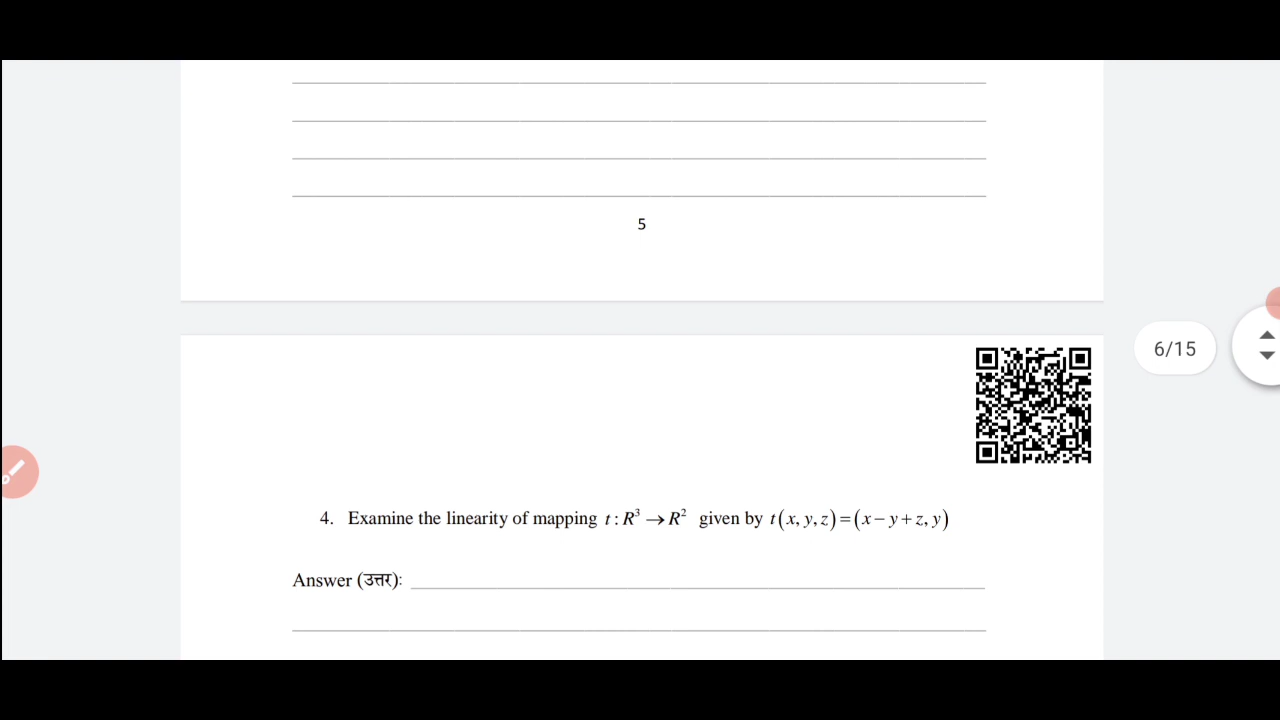 5
6/15
4. Examine the linearity of mapping t : R³ → R² given by t(x, y, z) = (x − y + z, y)
Answer (उत्तर):